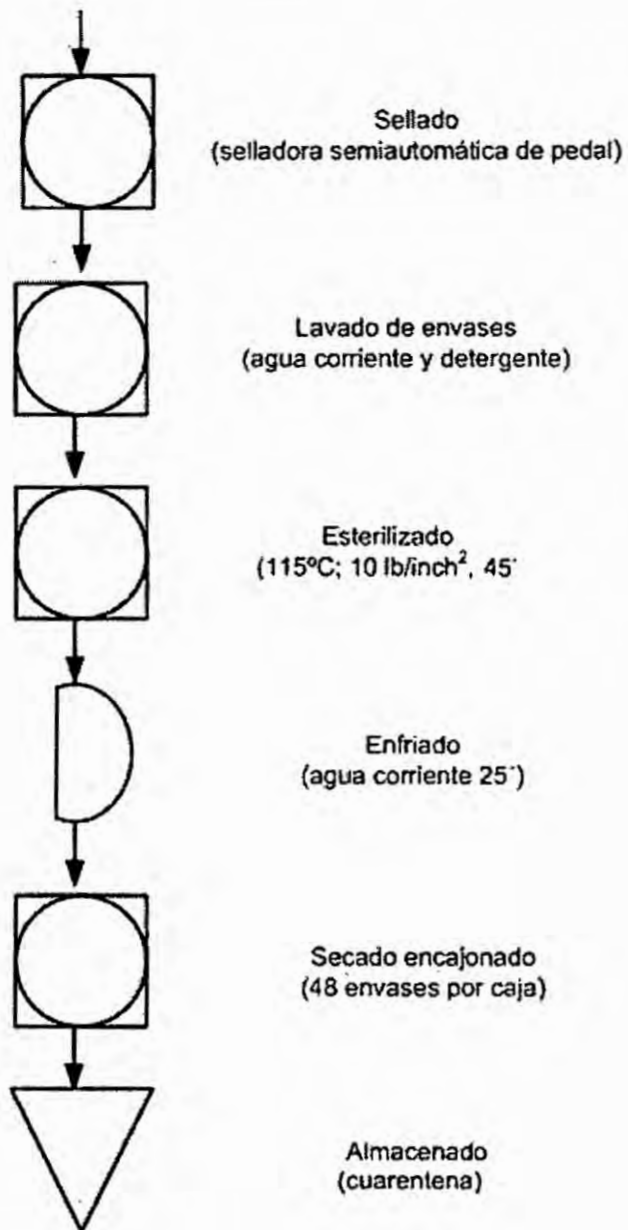 Sellado
(selladora semiautomática de pedal)
Lavado de envases
(agua corriente y detergente)
Esterilizado
(115ºC; 10 lb/inch², 45´
Enfriado
(agua corriente 25´)
Secado encajonado
(48 envases por caja)
Almacenado
(cuarentena)